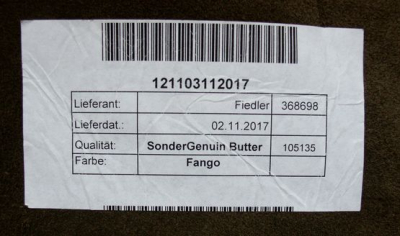 121103112017
Lieferant: Fiedler 368698
Lieferdat.: 02.11.2017
Qualität: SonderGenuin Butter 105135
Farbe: Fango